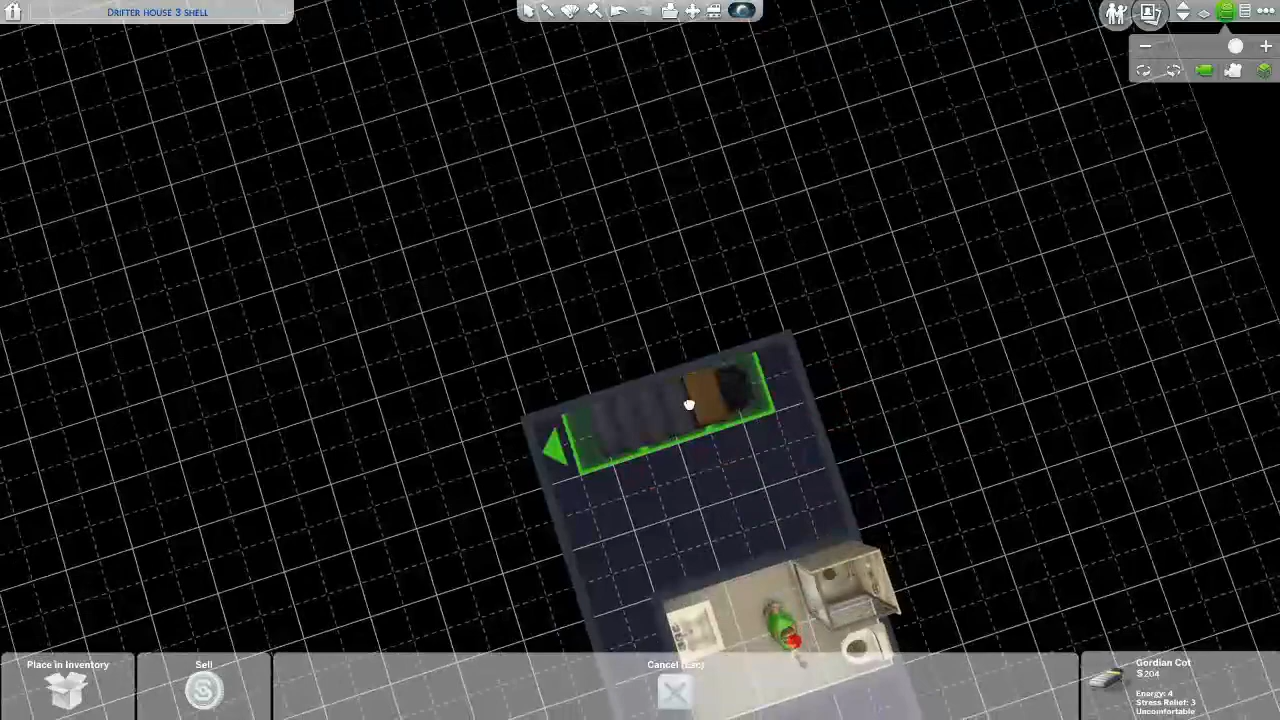 DRIFTER HOUSE 3 SHELL
Place in Inventory
Sell
Cancel (Esc)
Gordian Cot
§204
Energy: 4
Stress Relief: 3
Uncomfortable